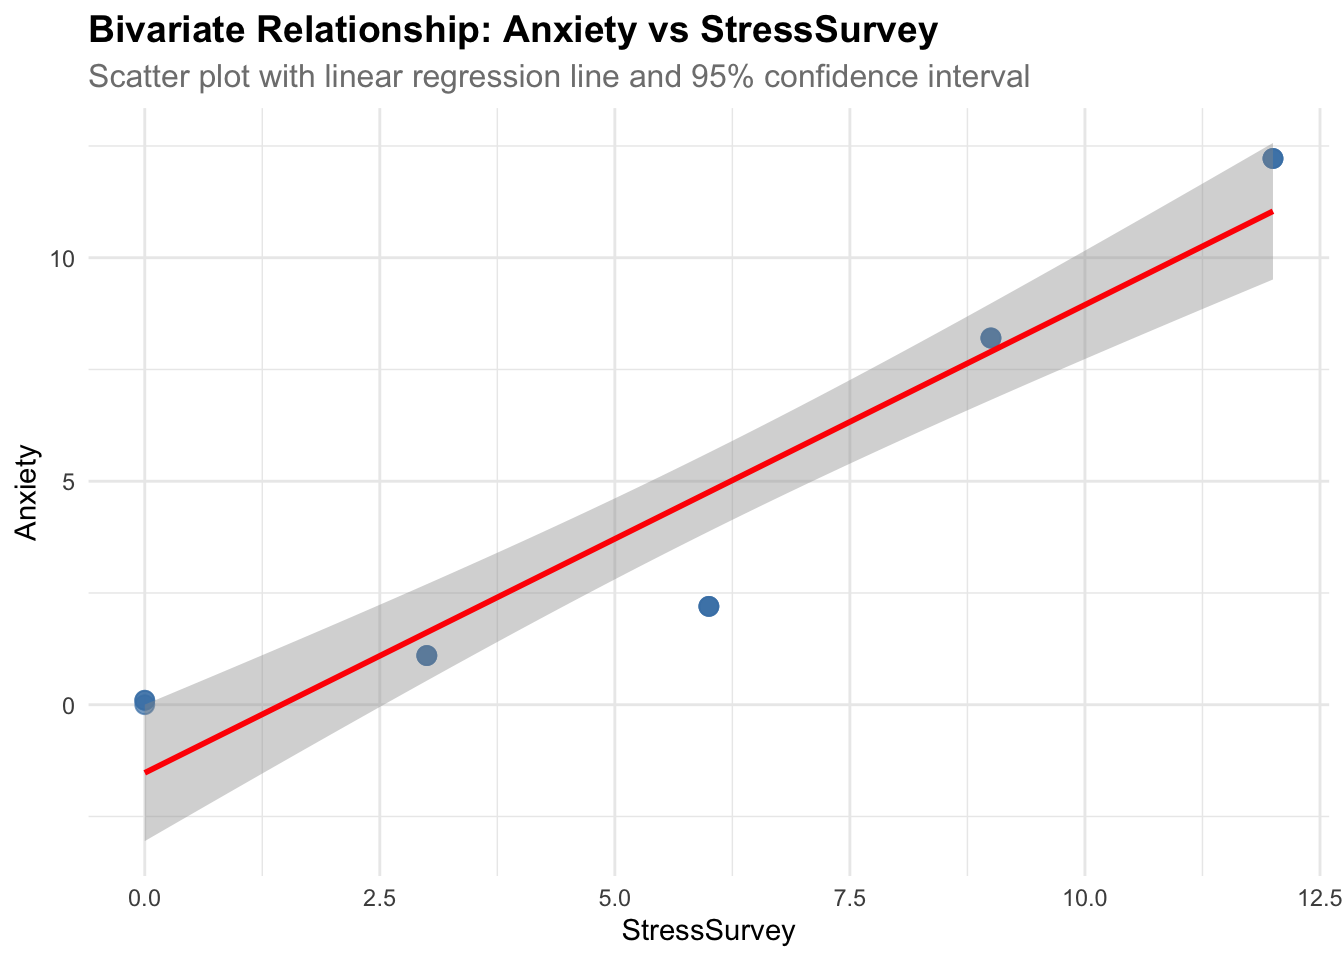 Bivariate Relationship: Anxiety vs StressSurvey
Scatter plot with linear regression line and 95% confidence interval
10
5
0
Anxiety
0.0 2.5 5.0 7.5 10.0 12.5
StressSurvey